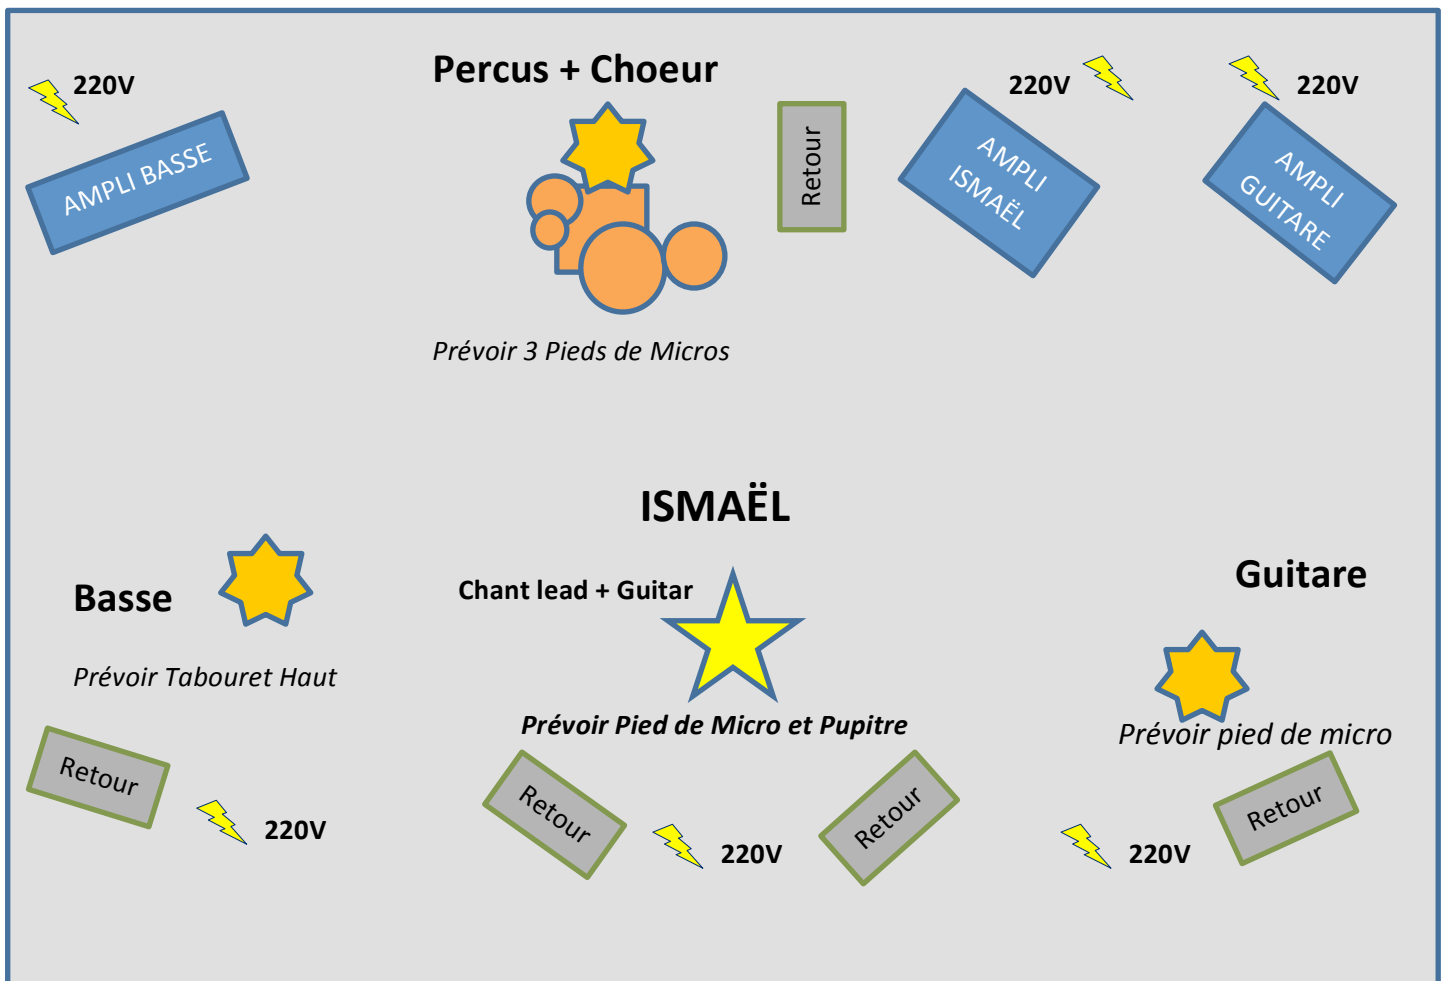 Percus + Choeur
220V
220V
220V
AMPLI BASSE
Retour
AMPLI
ISMAËL
AMPLI
GUITARE
Prévoir 3 Pieds de Micros
ISMAËL
Basse
Chant lead + Guitar
Guitare
Prévoir Tabouret Haut
Prévoir Pied de Micro et Pupitre
Prévoir pied de micro
Retour
Retour
Retour
Retour
220V
220V
220V